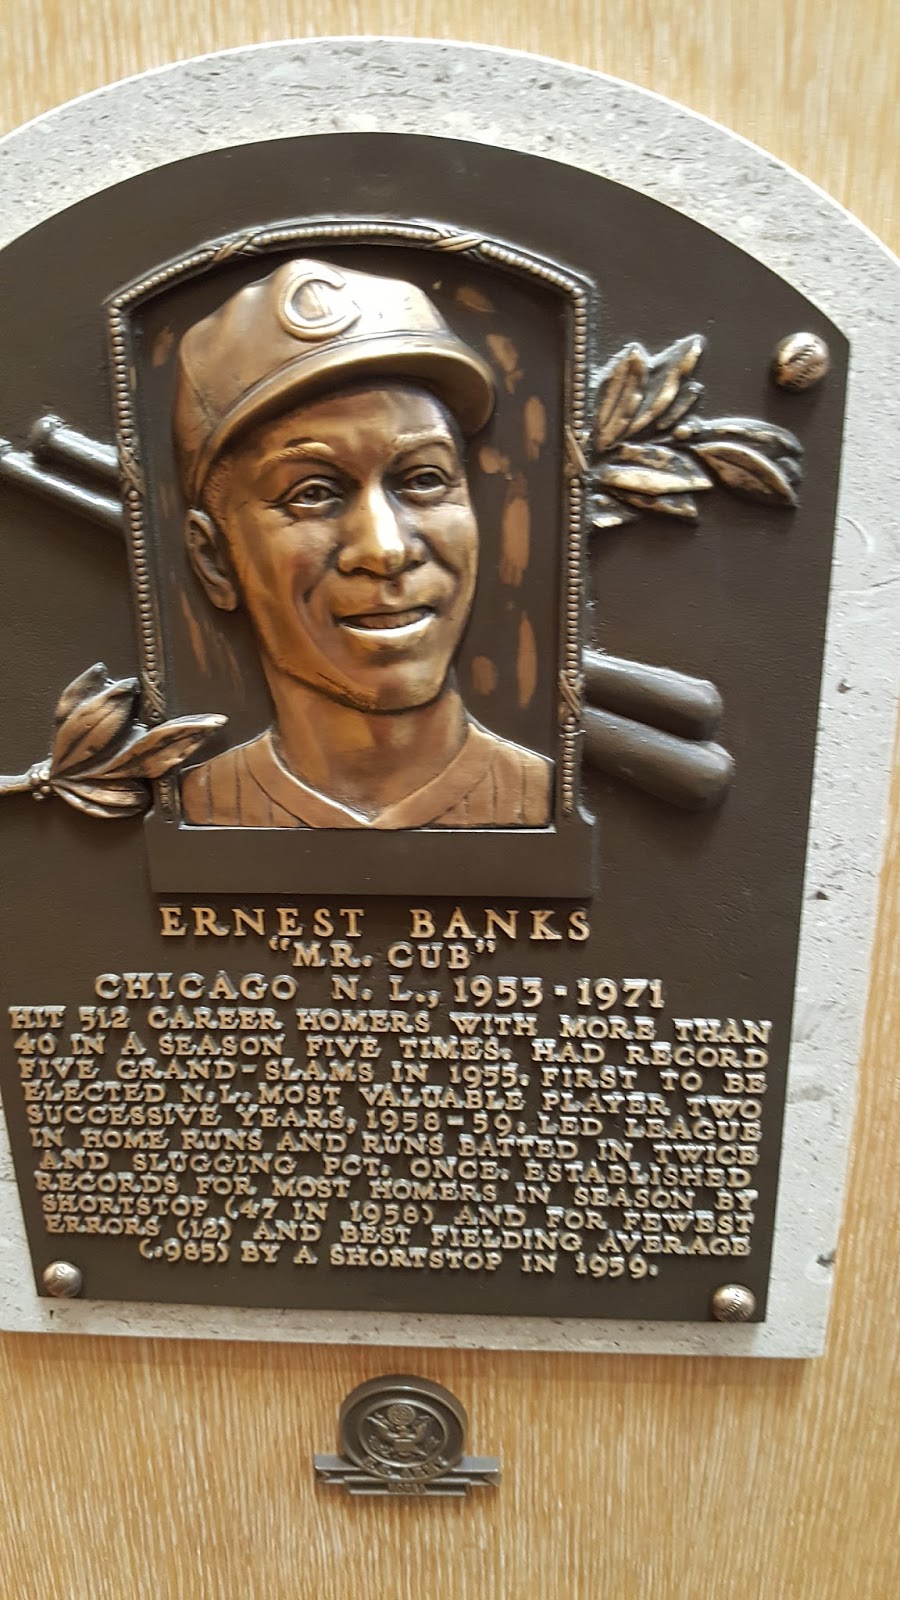 C
ERNEST BANKS
"MR. CUB"
CHICAGO N. L., 1953-1971
HIT 512 CAREER HOMERS WITH MORE THAN
40 IN A SEASON FIVE TIMES. HAD RECORD
FIVE GRAND-SLAMS IN 1955. FIRST TO BE
ELECTED N.L. MOST VALUABLE PLAYER TWO
SUCCESSIVE YEARS, 1958-59. LED LEAGUE
IN HOME RUNS AND RUNS BATTED IN TWICE
AND SLUGGING PCT. ONCE. ESTABLISHED
RECORDS FOR MOST HOMERS IN SEASON BY
SHORTSTOP (47 IN 1958) AND FOR FEWEST
ERRORS (12) AND BEST FIELDING AVERAGE
(.985) BY A SHORTSTOP IN 1959.
U.S. ARMY